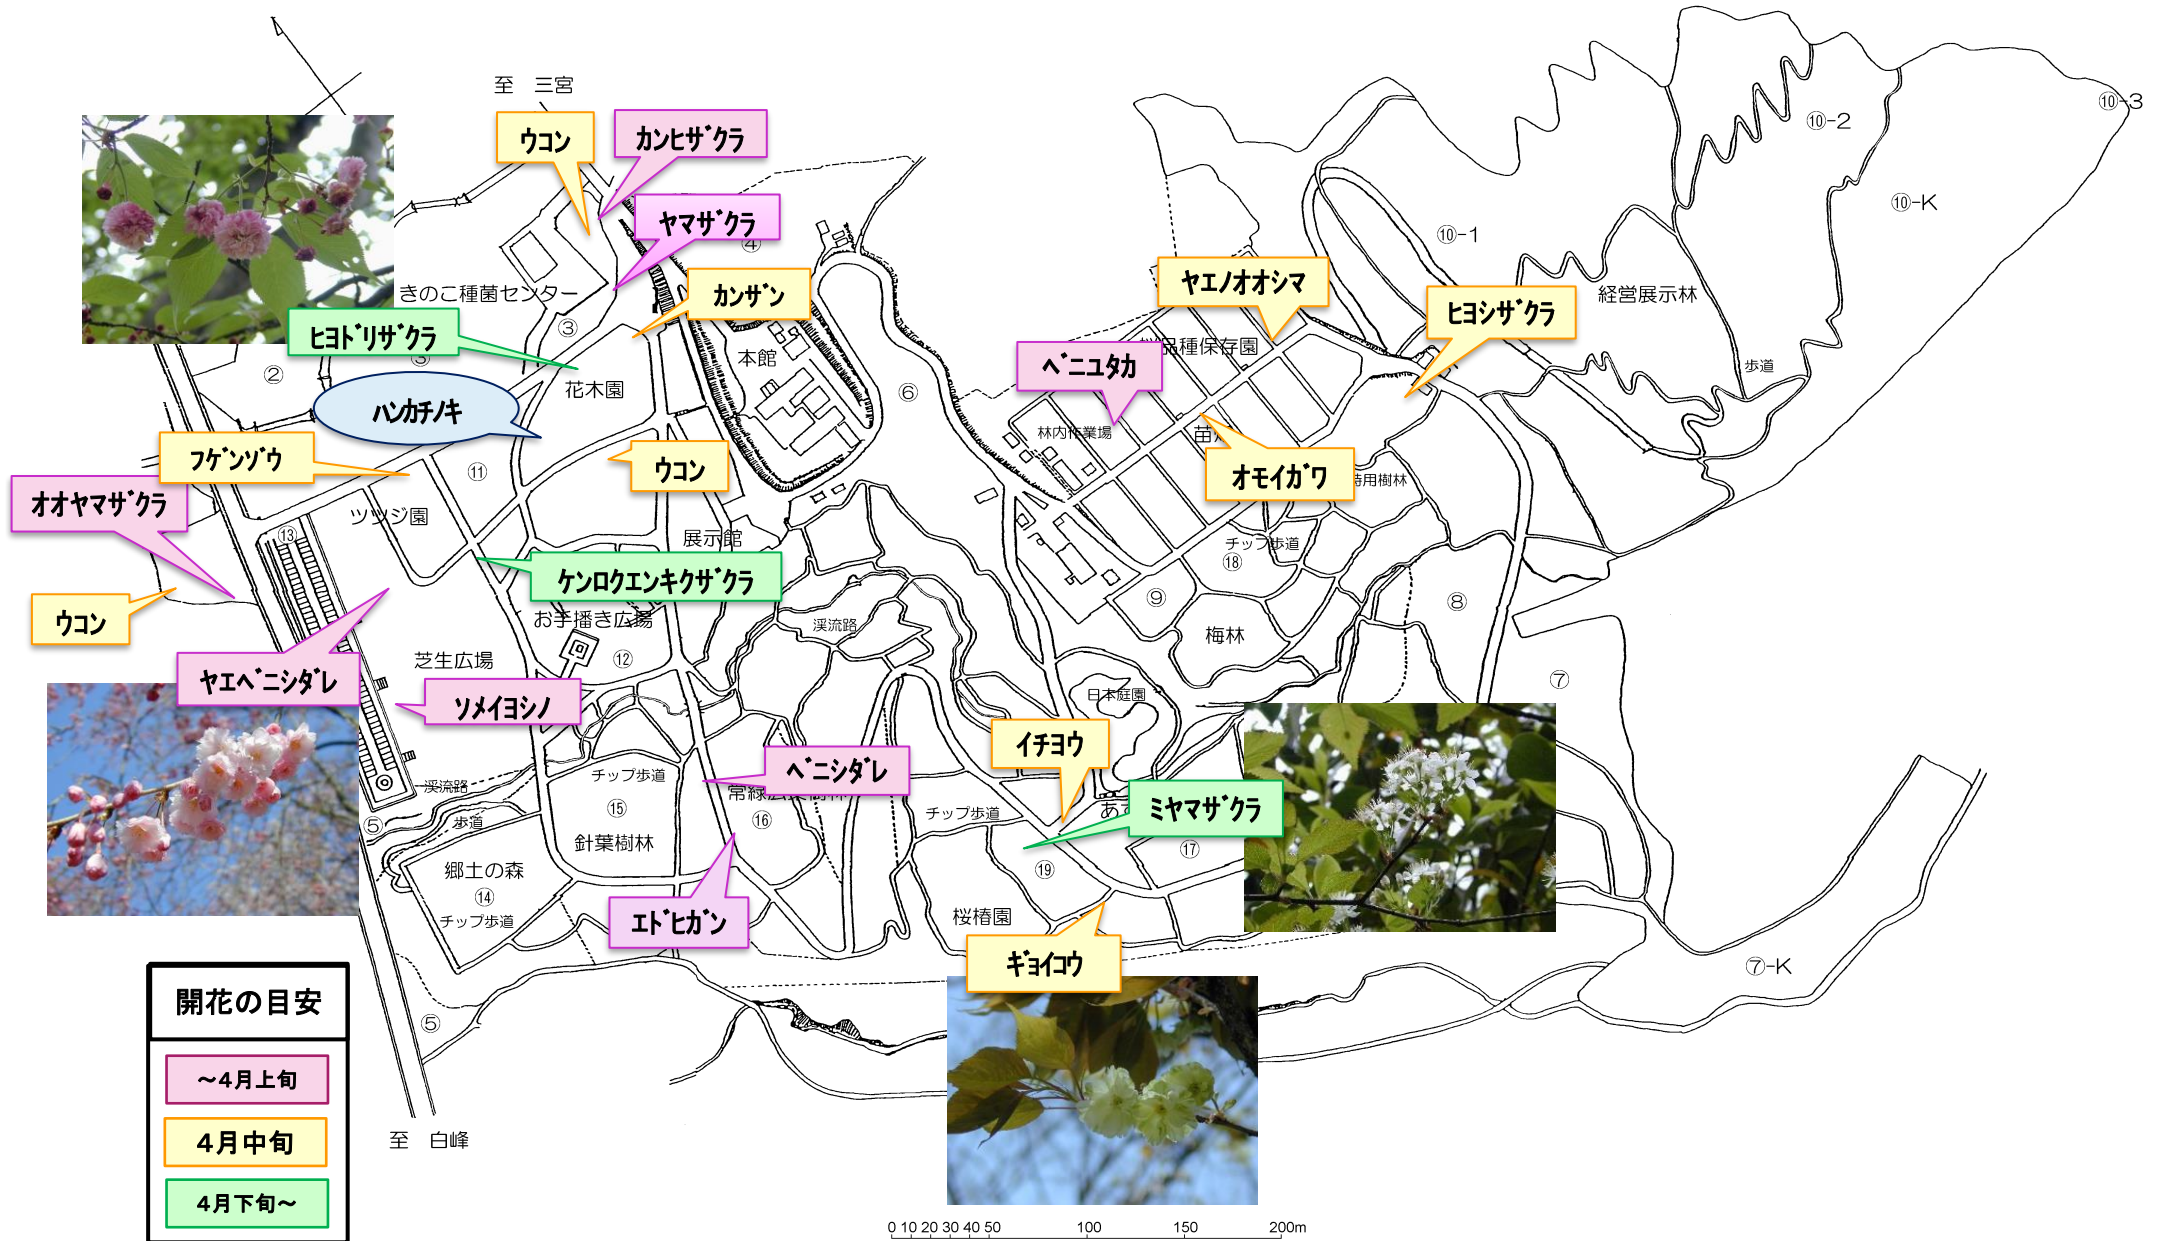 至　三宮
ウコン
カンヒザクラ
ヤマザクラ
④
きのこ種菌センター
カンザン
③
ヒヨドリザクラ
③
②
本館
花木園
ハンカチノキ
⑥
フゲンゾウ
⑪
ウコン
オオヤマザクラ
ツツジ園
⑬
展示館
ケンロクエンキクザクラ
ウコン
お手播き広場
渓流路
芝生広場
⑫
ヤエベニシダレ
ソメイヨシノ
ベニシダレ
渓流路
チップ歩道
⑤
歩道
⑮
針葉樹林
⑯
郷土の森
⑭
チップ歩道
エドヒガン
⑤
至　白峰
⑩-3
⑩-2
⑩-K
⑩-1
経営展示林
歩道
ヤエノオオシマ
ヒヨシザクラ
品種保存園
ベニユタカ
林内作業場
苗
オモイガワ
用樹林
チップ歩道
⑱
⑨
⑧
梅林
⑦
日本庭園
イチヨウ
ミヤマザクラ
チップ歩道
あ
⑰
⑲
桜椿園
ギョイコウ
⑦-K
開花の目安
～4月上旬
4月中旬
4月下旬～
0 10 20 30 40 50 100 150 200m